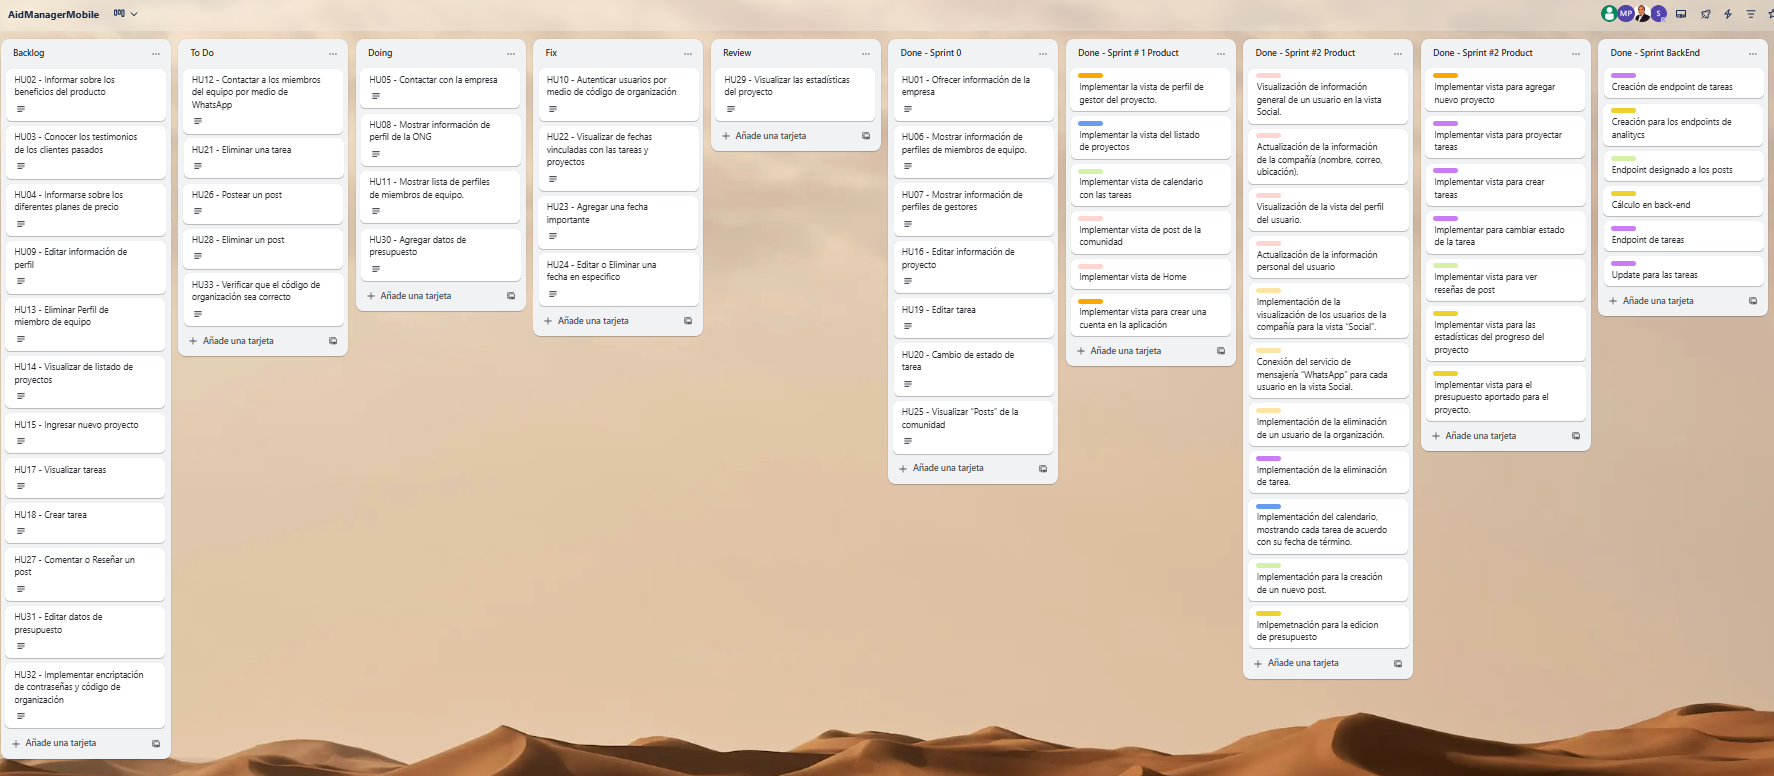 AidManagerMobile
MP
S
Backlog
HU02 - Informar sobre los
beneficios del producto
HU03 - Conocer los testimonios
de los clientes pasados
HU04 - Informarse sobre los
diferentes planes de precio
HU09 - Editar información de
perfil
HU13 - Eliminar Perfil de
miembro de equipo
HU14 - Visualizar de listado de
proyectos
HU15 - Ingresar nuevo proyecto
HU17 - Visualizar tareas
HU18 - Crear tarea
HU27 - Comentar o Reseñar un
post
HU31 - Editar datos de
presupuesto
HU32 - Implementar encriptación
de contraseñas y código de
organización
Añade una tarjeta
To Do
HU12 - Contactar a los miembros
del equipo por medio de
WhatsApp
HU21 - Eliminar una tarea
HU26 - Postear un post
HU28 - Eliminar un post
HU33 - Verificar que el código de
organización sea correcto
Añade una tarjeta
Doing
HU05 - Contactar con la empresa
HU08 - Mostrar información de
perfil de la ONG
HU11 - Mostrar lista de perfiles
de miembros de equipo.
HU30 - Agregar datos de
presupuesto
Añade una tarjeta
Fix
HU10 - Autenticar usuarios por
medio de código de organización
HU22 - Visualizar de fechas
vinculadas con las tareas y
proyectos
HU23 - Agregar una fecha
importante
HU24 - Editar o Eliminar una
fecha en especifico
Añade una tarjeta
Review
HU29 - Visualizar las estadísticas
del proyecto
Añade una tarjeta
Done - Sprint 0
HU01 - Ofrecer información de la
empresa
HU06 - Mostrar información de
perfiles de miembros de equipo.
HU07 - Mostrar información de
perfiles de gestores
HU16 - Editar información de
proyecto
HU19 - Editar tarea
HU20 - Cambio de estado de
tarea
HU25 - Visualizar "Posts" de la
comunidad
Añade una tarjeta
Done - Sprint # 1 Product
Implementar la vista de perfil de
gestor del proyecto.
Implementar la vista del listado
de proyectos
Implementar vista de calendario
con las tareas
Implementar vista de post de la
comunidad
Implementar vista de Home
Implementar vista para crear una
cuenta en la aplicación
Añade una tarjeta
Done - Sprint #2 Product
Visualización de información
general de un usuario en la vista
Social.
Actualización de la información
de la compañía (nombre, correo,
ubicación).
Visualización de la vista del perfil
del usuario.
Actualización de la información
personal del usuario
Implementación de la
visualización de los usuarios de la
compañía para la vista "Social".
Conexión del servicio de
mensajería "WhatsApp" para cada
usuario en la vista Social.
Implementación de la eliminación
de un usuario de la organización.
Implementación de la eliminación
de tarea.
Implementación del calendario,
mostrando cada tarea de acuerdo
con su fecha de término.
Implementación para la creación
de un nuevo post.
Imlpemetnación para la edicion
de presupuesto
Añade una tarjeta
Done - Sprint #2 Product
Implementar vista para agregar
nuevo proyecto
Implementar vista para proyectar
tareas
Implementar vista para crear
tareas
Implementar para cambiar estado
de la tarea
Implementar vista para ver
reseñas de post
Implementar vista para las
estadísticas del progreso del
proyecto
Implementar vista para el
presupuesto aportado para el
proyecto.
Añade una tarjeta
Done - Sprint BackEnd
Creación de endpoint de tareas
Creación para los endpoints de
analitycs
Endpoint designado a los posts
Cálculo en back-end
Endpoint de tareas
Update para las tareas
Añade una tarjeta